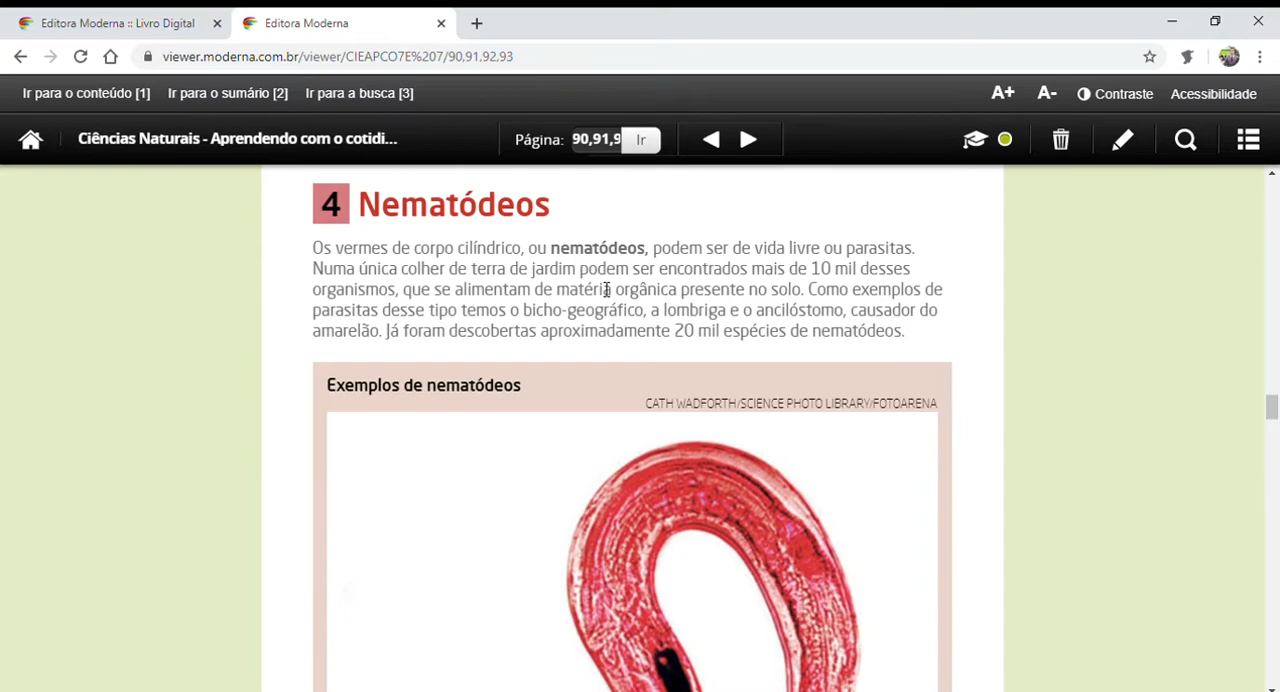 Editora Moderna :: Livro Digital
Editora Moderna
viewer.moderna.com.br/viewer/CIEAPCO7E%207/90,91,92,93
Ir para o conteúdo [1] Ir para o sumário [2] Ir para a busca [3] A+ A- Contraste Acessibilidade
Ciências Naturais - Aprendendo com o cotidi... Página: 90,91,9 Ir
4 Nematódeos
Os vermes de corpo cilíndrico, ou nematódeos, podem ser de vida livre ou parasitas.
Numa única colher de terra de jardim podem ser encontrados mais de 10 mil desses
organismos, que se alimentam de matéria orgânica presente no solo. Como exemplos de
parasitas desse tipo temos o bicho-geográfico, a lombriga e o ancilóstomo, causador do
amarelão. Já foram descobertas aproximadamente 20 mil espécies de nematódeos.
Exemplos de nematódeos
CATH WADFORTH/SCIENCE PHOTO LIBRARY/FOTOARENA